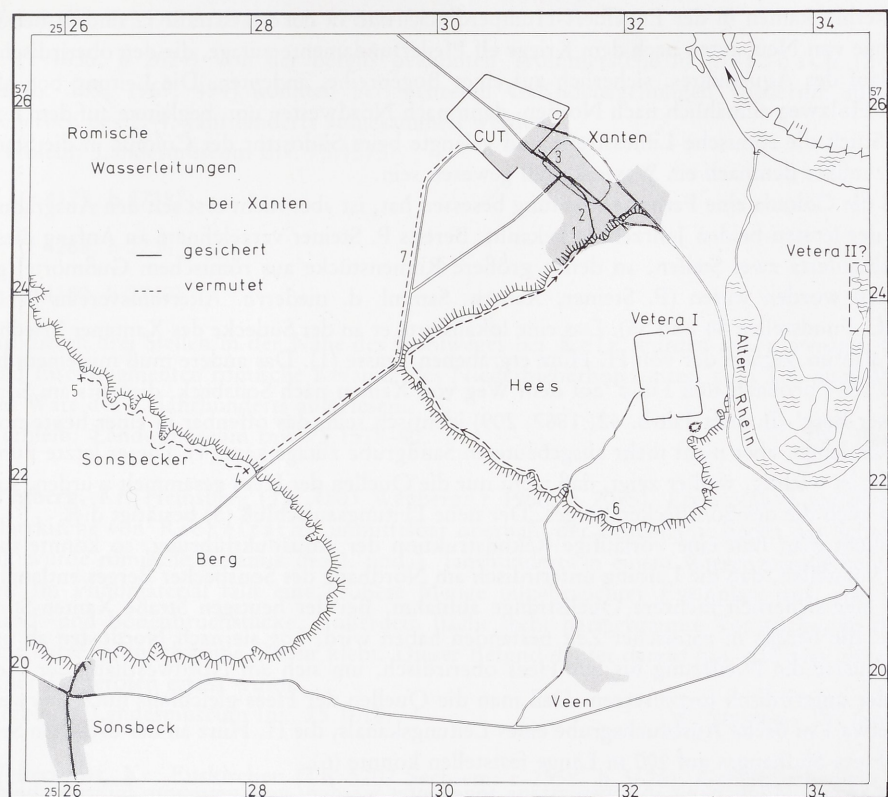 25 26 28 30 32 34
57
26
57
26
Römische
Wasserleitungen
bei Xanten
gesichert
vermutet
CUT
Xanten
3
2
1
7
Vetera II?
24
24
Vetera I
Alter Rhein
Hees
5
Sonsbecker
4
22
22
6
Berg
20
20
Veen
Sonsbeck
25 26 28 30 32 34